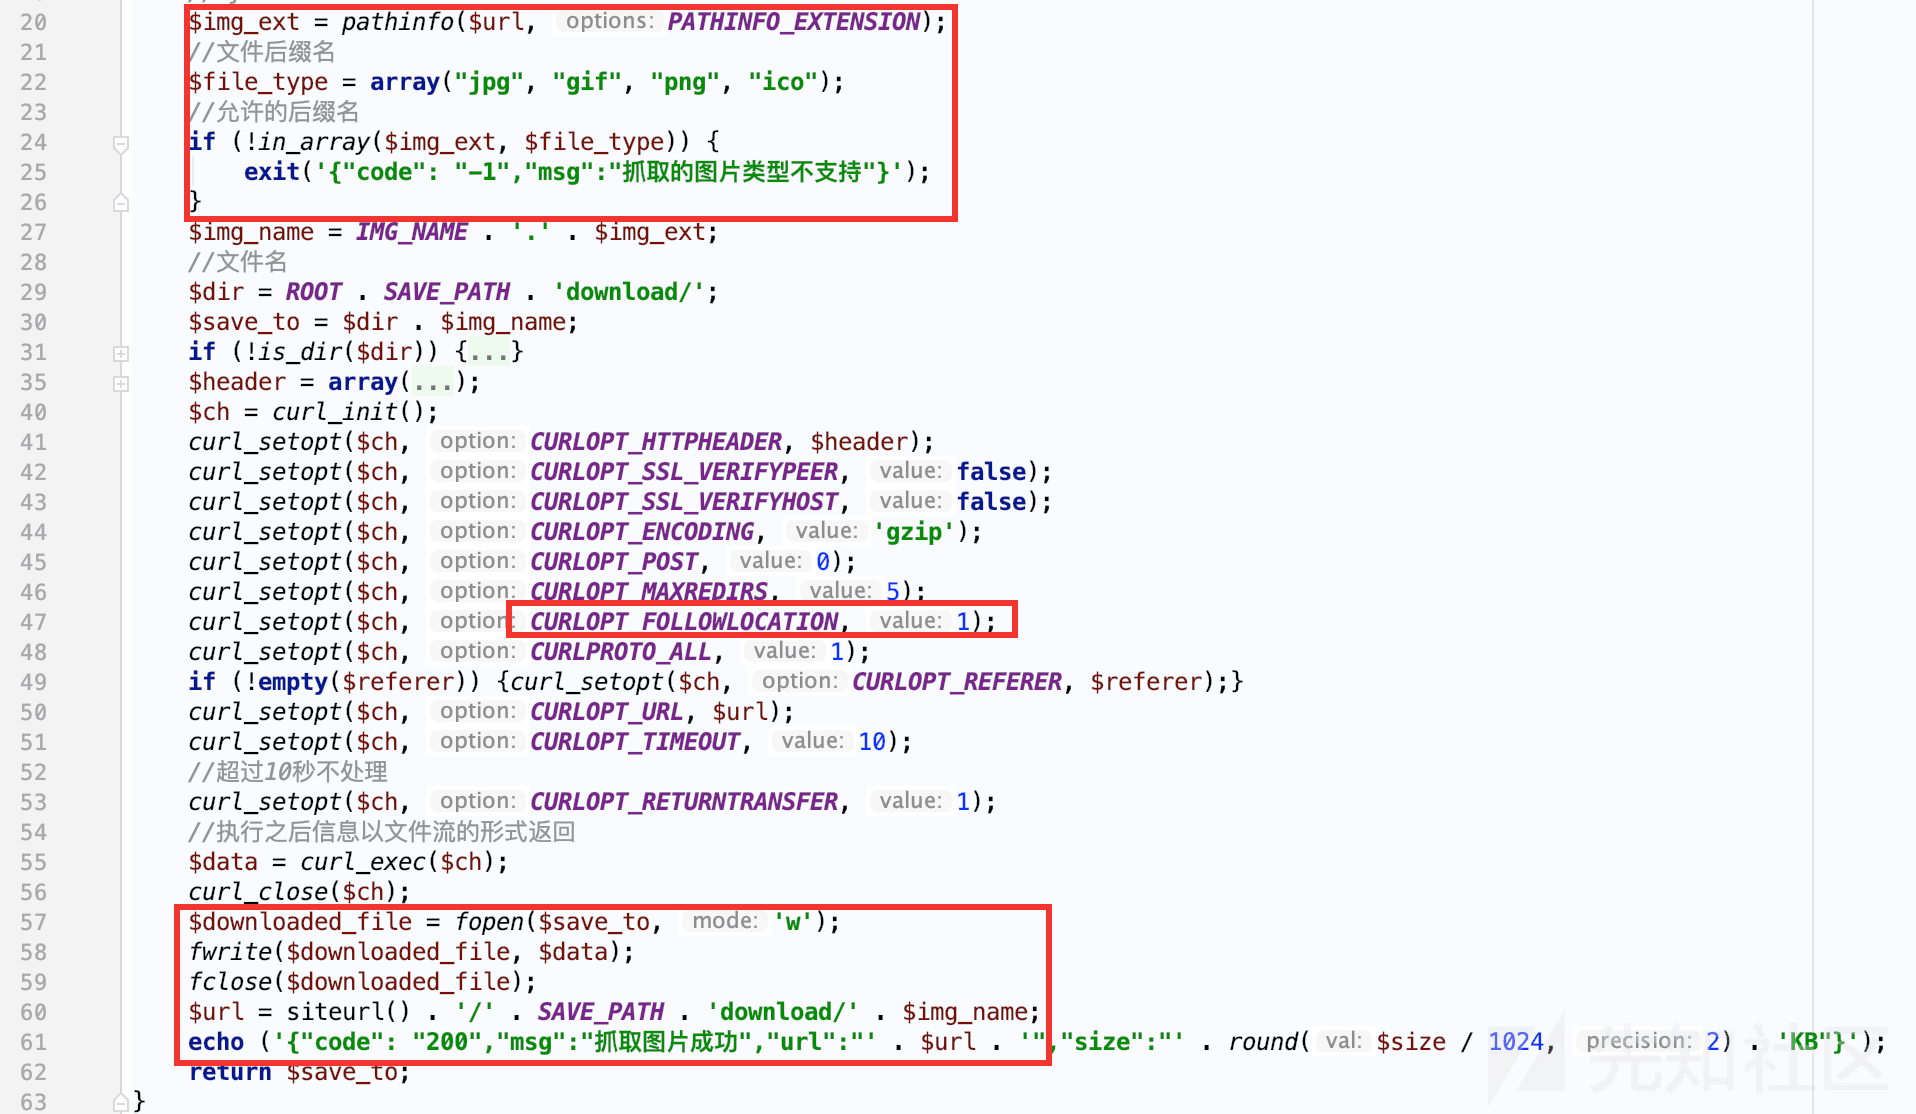 20 $img_ext = pathinfo($url, options: PATHINFO_EXTENSION);
21 //文件后缀名
22 $file_type = array("jpg", "gif", "png", "ico");
23 //允许的后缀名
24 if (!in_array($img_ext, $file_type)) {
25 exit('{"code": "-1","msg":"抓取的图片类型不支持"}');
26 }
27 $img_name = IMG_NAME . '.' . $img_ext;
28 //文件名
29 $dir = ROOT . SAVE_PATH . 'download/';
30 $save_to = $dir . $img_name;
31 if (!is_dir($dir)) {...}
35 $header = array(...);
40 $ch = curl_init();
41 curl_setopt($ch, option: CURLOPT_HTTPHEADER, $header);
42 curl_setopt($ch, option: CURLOPT_SSL_VERIFYPEER, value: false);
43 curl_setopt($ch, option: CURLOPT_SSL_VERIFYHOST, value: false);
44 curl_setopt($ch, option: CURLOPT_ENCODING, value: 'gzip');
45 curl_setopt($ch, option: CURLOPT_POST, value: 0);
46 curl_setopt($ch, option: CURLOPT_MAXREDIRS, value: 5);
47 curl_setopt($ch, option: CURLOPT_FOLLOWLOCATION, value: 1);
48 curl_setopt($ch, option: CURLPROTO_ALL, value: 1);
49 if (!empty($referer)) {curl_setopt($ch, option: CURLOPT_REFERER, $referer);}
50 curl_setopt($ch, option: CURLOPT_URL, $url);
51 curl_setopt($ch, option: CURLOPT_TIMEOUT, value: 10);
52 //超过10秒不处理
53 curl_setopt($ch, option: CURLOPT_RETURNTRANSFER, value: 1);
54 //执行之后信息以文件流的形式返回
55 $data = curl_exec($ch);
56 curl_close($ch);
57 $downloaded_file = fopen($save_to, mode: 'w');
58 fwrite($downloaded_file, $data);
59 fclose($downloaded_file);
60 $url = siteurl() . '/' . SAVE_PATH . 'download/' . $img_name;
61 echo ('{"code": "200","msg":"抓取图片成功","url":"' . $url . '","size":"' . round( val: $size / 1024, precision: 2) . 'KB"}');
62 return $save_to;
63 }
先知社区